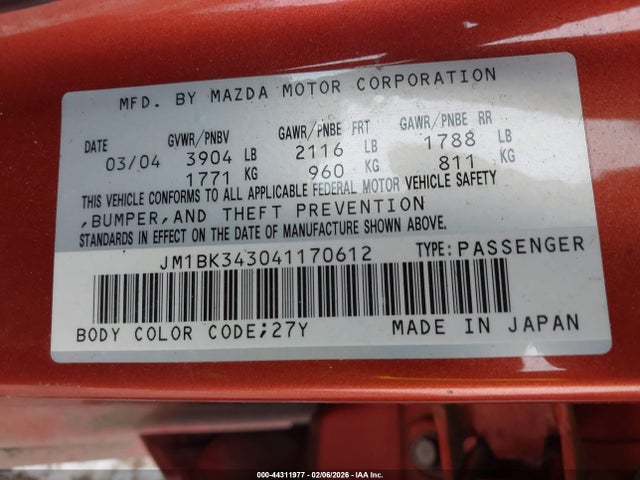 MFD. BY MAZDA MOTOR CORPORATION
DATE GVWR/PNBV GAWR/PNBE FRT GAWR/PNBE RR
03/04 3904 LB 2116 LB 1788 LB
1771 KG 960 KG 811 KG
THIS VEHICLE CONFORMS TO ALL APPLICABLE FEDERAL MOTOR VEHICLE SAFETY
,BUMPER,AND THEFT PREVENTION
STANDARDS IN EFFECT ON THE DATE OF MANUFACTURE SHOWN ABOVE.
JM1BK343041170612 TYPE:PASSENGER
BODY COLOR CODE;27Y MADE IN JAPAN
000-44311977 - 02/06/2026 - IAA Inc.